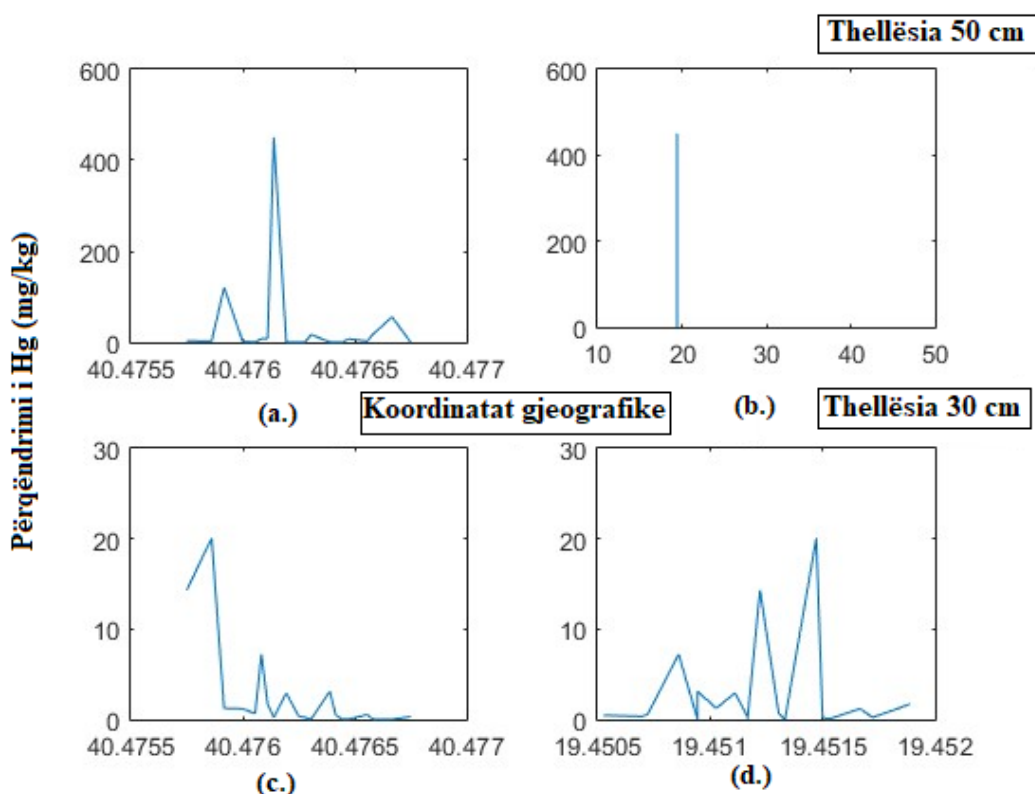 Thellësia 50 cm
600
400
200
0
40.4755 40.476 40.4765 40.477
(a.)
600
400
200
0
10 20 30 40 50
(b.)
Përqëndrimi i Hg (mg/kg)
Koordinatat gjeografike
Thellësia 30 cm
30
20
10
0
40.4755 40.476 40.4765 40.477
(c.)
30
20
10
0
19.4505 19.451 19.4515 19.452
(d.)